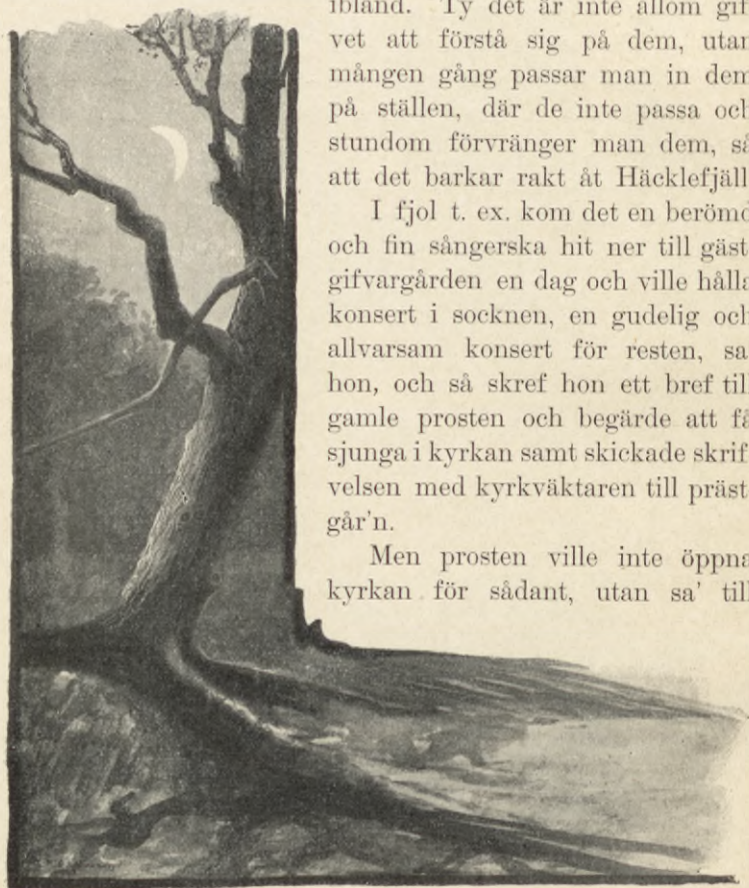 ibland. Ty det är inte allom gif
vet att förstå sig på dem, utan
mången gång passar man in dem
på ställen, där de inte passa och
stundom förvränger man dem, så
att det barkar rakt åt Häcklefjäll
I fjol t. ex. kom det en berömd
och fin sångerska hit ner till gäst
gifvargården en dag och ville hålla
konsert i socknen, en gudelig och
allvarsam konsert för resten, sa
hon, och så skref hon ett bref till
gamle prosten och begärde att få
sjunga i kyrkan samt skickade skrif
velsen med kyrkväktaren till präst
går'n.
Men prosten ville inte öppna
kyrkan för sådant, utan sa' till